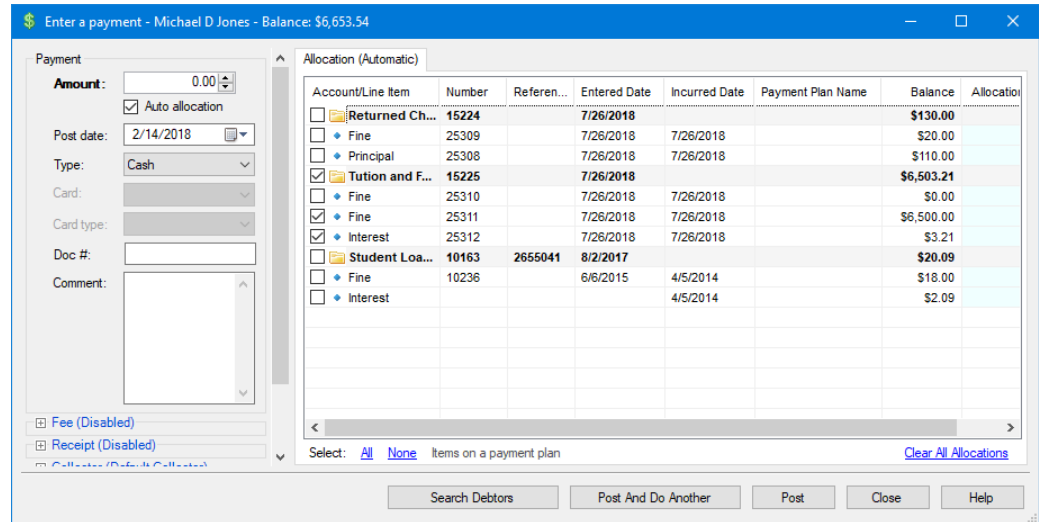 Enter a payment - Michael D Jones - Balance: $6,653.54
Payment
Amount: 0.00
Auto allocation
Post date: 2/14/2018
Type: Cash
Card:
Card type:
Doc #:
Comment:
Fee (Disabled)
Receipt (Disabled)
Collector (Default Collector)
Allocation (Automatic)
Account/Line Item Number Referen... Entered Date Incurred Date Payment Plan Name Balance Allocation
Returned Ch... 15224 7/26/2018 $130.00
Fine 25309 7/26/2018 7/26/2018 $20.00
Principal 25308 7/26/2018 7/26/2018 $110.00
Tution and F... 15225 7/26/2018 $6,503.21
Fine 25310 7/26/2018 7/26/2018 $0.00
Fine 25311 7/26/2018 7/26/2018 $6,500.00
Interest 25312 7/26/2018 7/26/2018 $3.21
Student Loa... 10163 2655041 8/2/2017 $20.09
Fine 10236 6/6/2015 4/5/2014 $18.00
Interest 4/5/2014 $2.09
Select: All None Items on a payment plan Clear All Allocations
Search Debtors Post And Do Another Post Close Help